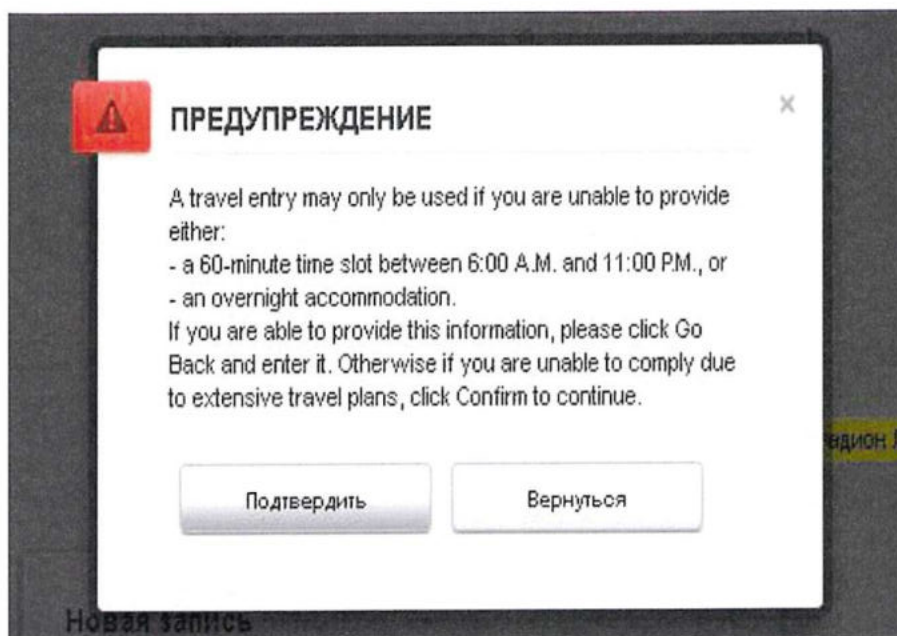 ПРЕДУПРЕЖДЕНИЕ
A travel entry may only be used if you are unable to provide
either:
- a 60-minute time slot between 6:00 A.M. and 11:00 P.M., or
- an overnight accommodation.
If you are able to provide this information, please click Go
Back and enter it. Otherwise if you are unable to comply due
to extensive travel plans, click Confirm to continue.
Подтвердить
Вернуться
Новая запись